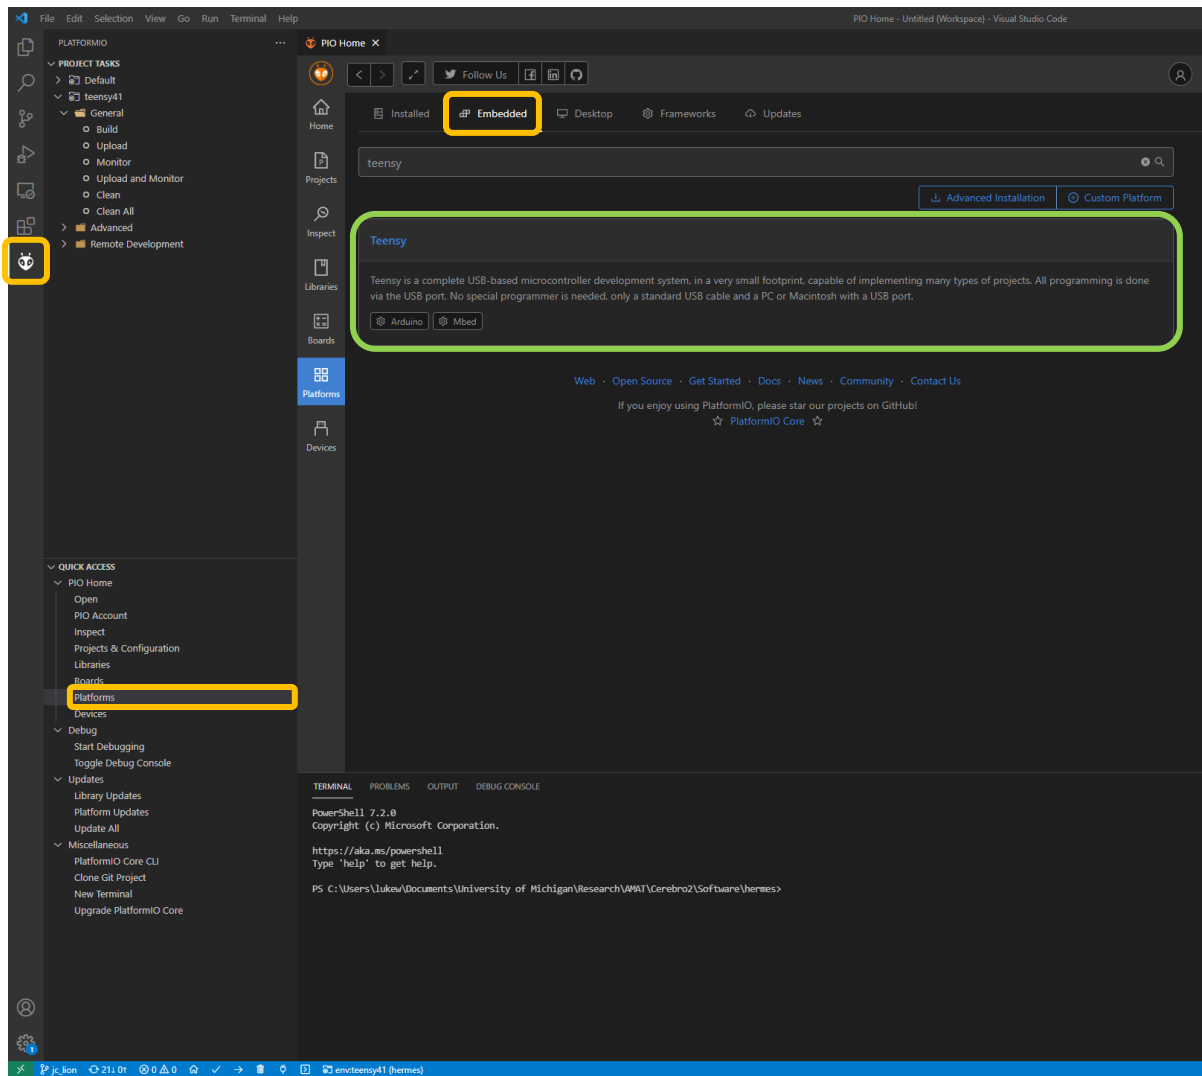 File Edit Selection View Go Run Terminal Help
PIO Home - Untitled (Workspace) - Visual Studio Code
PLATFORMIO
PROJECT TASKS
Default
teensy41
General
Build
Upload
Monitor
Upload and Monitor
Clean
Clean All
Advanced
Remote Development
QUICK ACCESS
PIO Home
Open
PIO Account
Inspect
Projects & Configuration
Libraries
Boards
Platforms
Devices
Debug
Start Debugging
Toggle Debug Console
Updates
Library Updates
Platform Updates
Update All
Miscellaneous
PlatformIO Core CLI
Clone Git Project
New Terminal
Upgrade PlatformIO Core
PIO Home
Follow Us
Home
Projects
Inspect
Libraries
Boards
Platforms
Devices
Installed Embedded Desktop Frameworks Updates
teensy
Advanced Installation Custom Platform
Teensy
Teensy is a complete USB-based microcontroller development system, in a very small footprint, capable of implementing many types of projects. All programming is done
via the USB port. No special programmer is needed, only a standard USB cable and a PC or Macintosh with a USB port.
Arduino Mbed
Web · Open Source · Get Started · Docs · News · Community · Contact Us
If you enjoy using PlatformIO, please star our projects on GitHub!
PlatformIO Core
TERMINAL PROBLEMS OUTPUT DEBUG CONSOLE
PowerShell 7.2.0
Copyright (c) Microsoft Corporation.
https://aka.ms/powershell
Type 'help' to get help.
PS C:\Users\lukew\Documents\University of Michigan\Research\AMAT\Cerebro2\Software\hermes>
1
jc_lion 21↓ 0↑ 0 0 env:teensy41 (hermes)